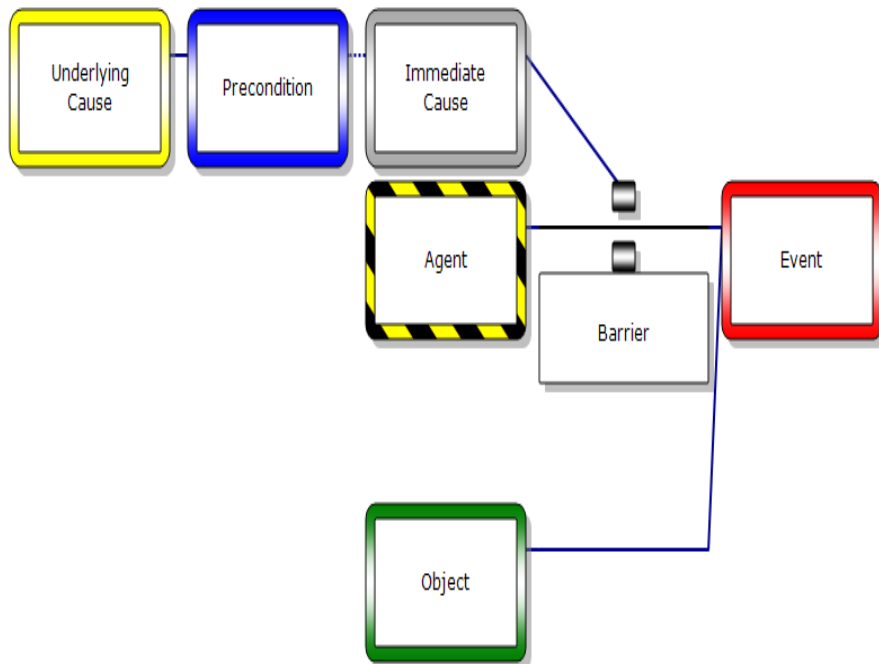 Underlying
Cause
Precondition
Immediate
Cause
Agent
Event
Barrier
Object